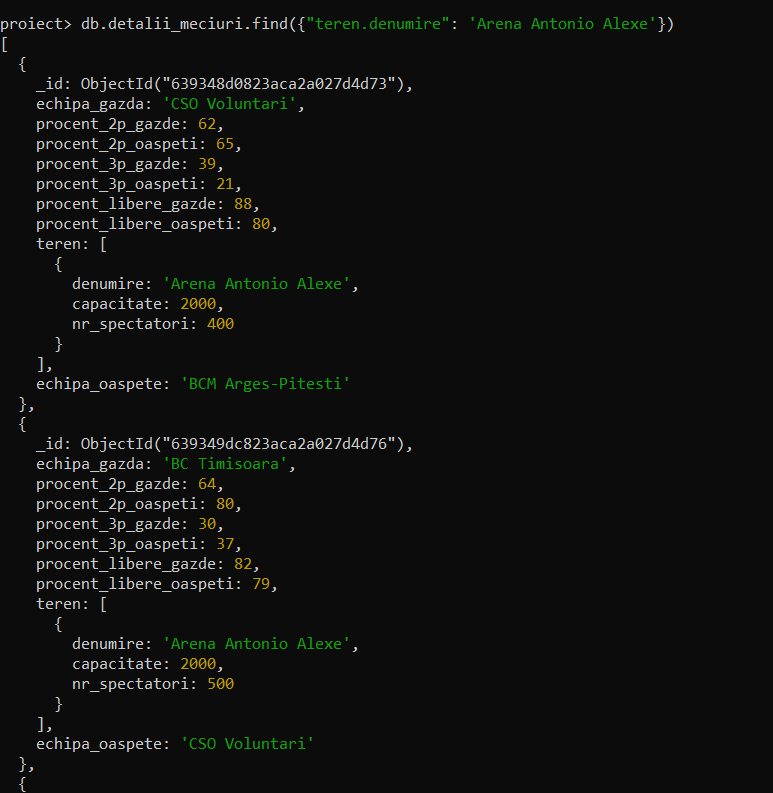 proiect> db.detalii_meciuri.find({"teren.denumire": 'Arena Antonio Alexe'})
[
  {
    _id: ObjectId("639348d0823aca2a027d4d73"),
    echipa_gazda: 'CSO Voluntari',
    procent_2p_gazde: 62,
    procent_2p_oaspeti: 65,
    procent_3p_gazde: 39,
    procent_3p_oaspeti: 21,
    procent_libere_gazde: 88,
    procent_libere_oaspeti: 80,
    teren: [
      {
        denumire: 'Arena Antonio Alexe',
        capacitate: 2000,
        nr_spectatori: 400
      }
    ],
    echipa_oaspete: 'BCM Arges-Pitesti'
  },
  {
    _id: ObjectId("639349dc823aca2a027d4d76"),
    echipa_gazda: 'BC Timisoara',
    procent_2p_gazde: 64,
    procent_2p_oaspeti: 80,
    procent_3p_gazde: 30,
    procent_3p_oaspeti: 37,
    procent_libere_gazde: 82,
    procent_libere_oaspeti: 79,
    teren: [
      {
        denumire: 'Arena Antonio Alexe',
        capacitate: 2000,
        nr_spectatori: 500
      }
    ],
    echipa_oaspete: 'CSO Voluntari'
  },
  {